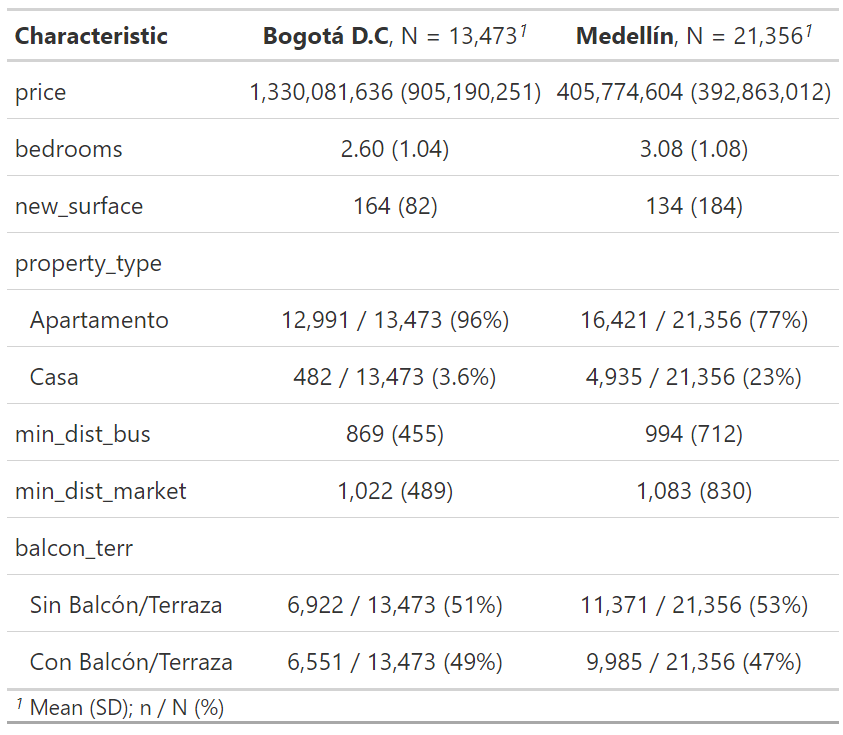 Characteristic Bogotá D.C, N = 13,473¹ Medellín, N = 21,356¹
price 1,330,081,636 (905,190,251) 405,774,604 (392,863,012)
bedrooms 2.60 (1.04) 3.08 (1.08)
new_surface 164 (82) 134 (184)
property_type
Apartamento 12,991 / 13,473 (96%) 16,421 / 21,356 (77%)
Casa 482 / 13,473 (3.6%) 4,935 / 21,356 (23%)
min_dist_bus 869 (455) 994 (712)
min_dist_market 1,022 (489) 1,083 (830)
balcon_terr
Sin Balcón/Terraza 6,922 / 13,473 (51%) 11,371 / 21,356 (53%)
Con Balcón/Terraza 6,551 / 13,473 (49%) 9,985 / 21,356 (47%)
¹ Mean (SD); n / N (%)